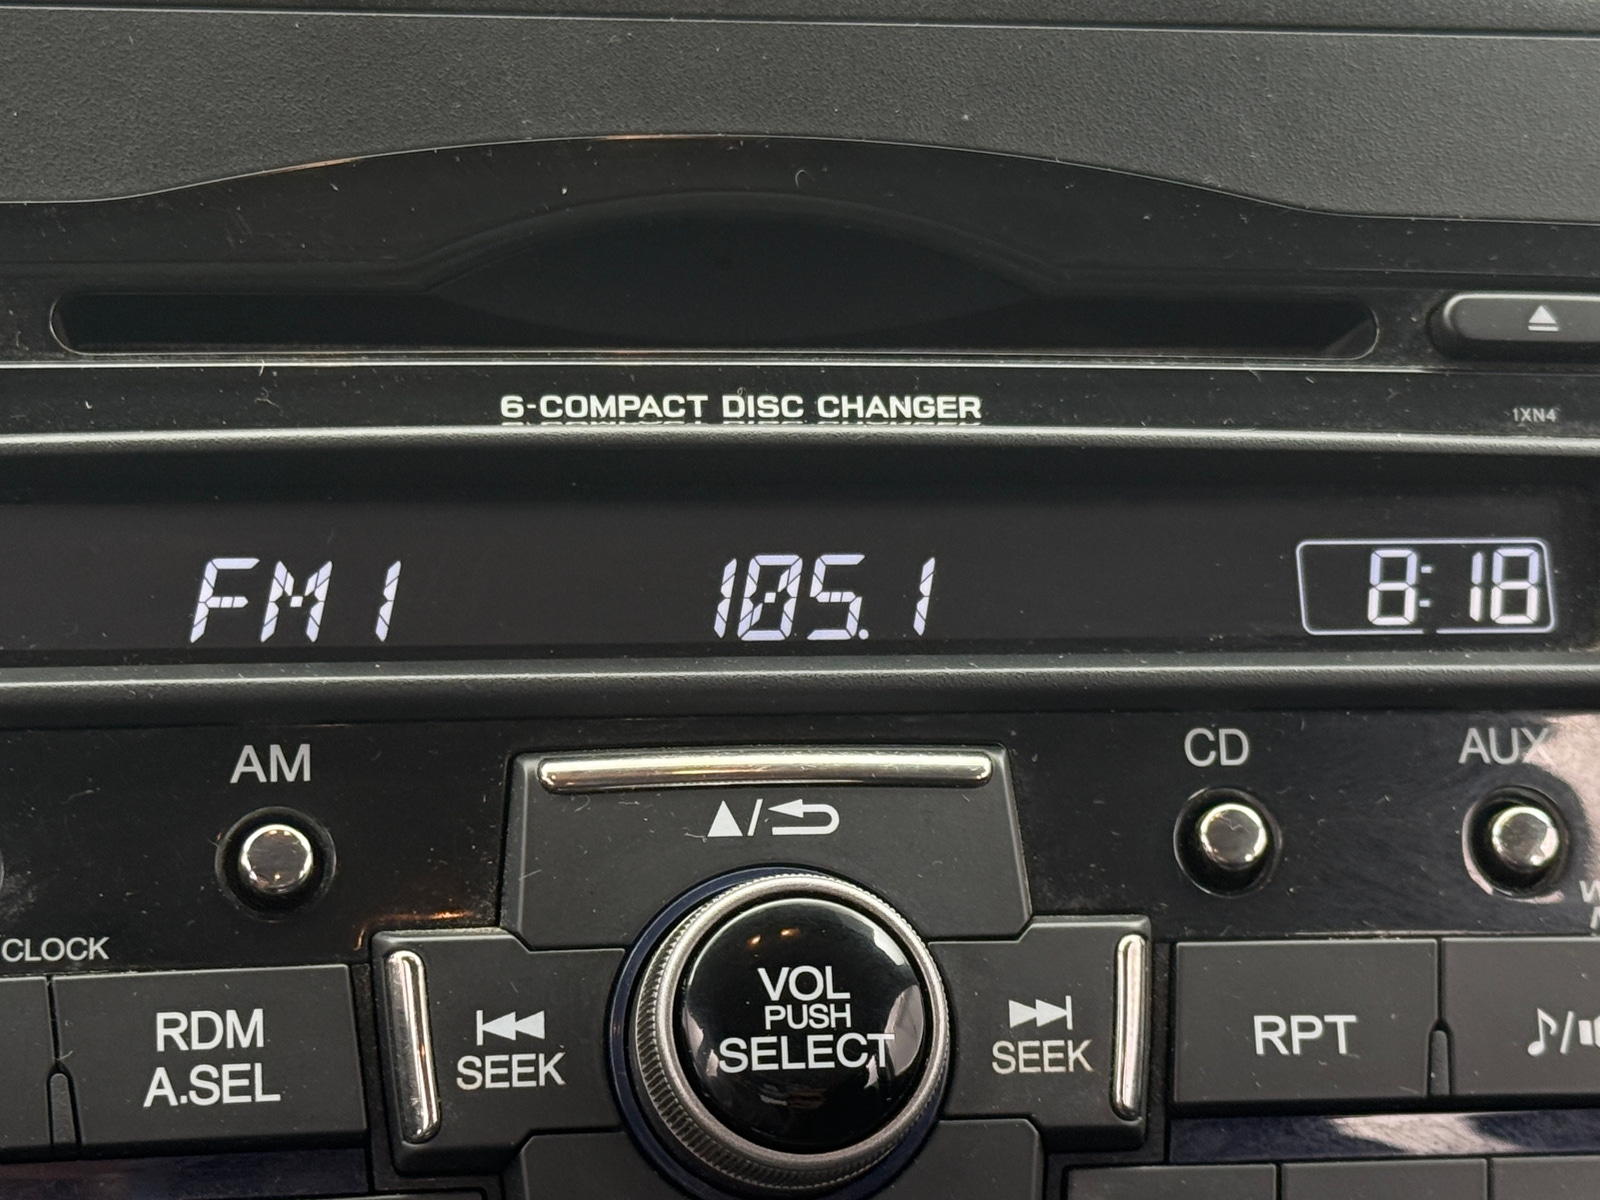 6-COMPACT DISC CHANGER
1XN4
FM1 105.1 8:18
AM
CD
AUX
CLOCK
RDM
A.SEL
SEEK
VOL
PUSH
SELECT
SEEK
RPT